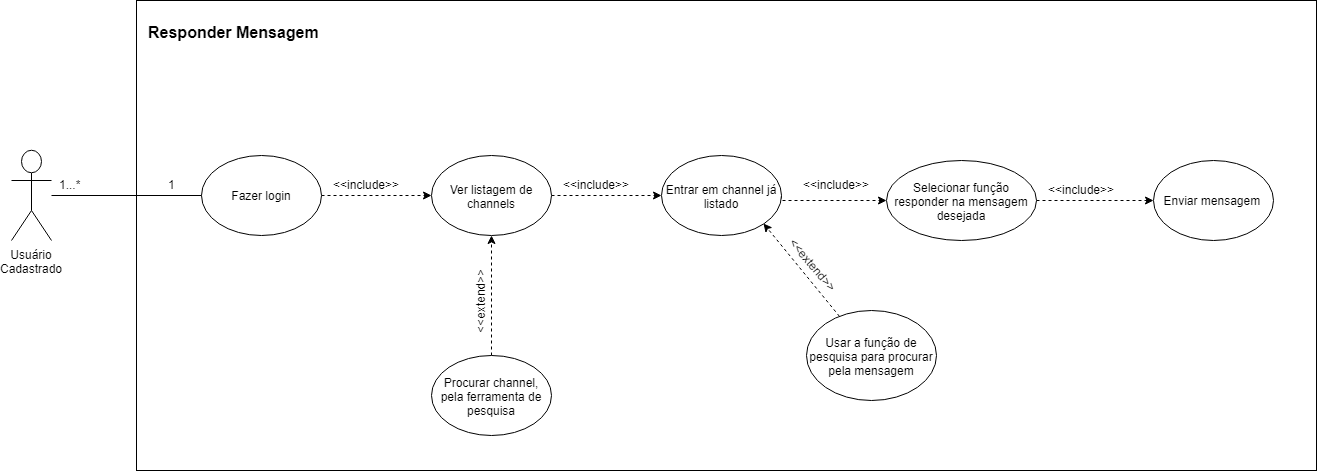 Responder Mensagem
1...*
1
Usuário
Cadastrado
Fazer login
<<include>>
Ver listagem de
channels
<<include>>
Entrar em channel já
listado
<<include>>
Selecionar função
responder na mensagem
desejada
<<include>>
Enviar mensagem
<<extend>>
<<extend>>
Procurar channel,
pela ferramenta de
pesquisa
Usar a função de
pesquisa para procurar
pela mensagem